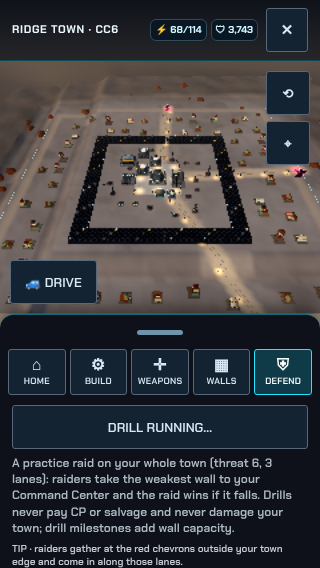 RIDGE TOWN · CC6
⚡ 68/114
🛡 3,743
✕
⟲
⌖
🚙 DRIVE
⌂ HOME
⚙ BUILD
✛ WEAPONS
▦ WALLS
⛨ DEFEND
DRILL RUNNING...
A practice raid on your whole town (threat 6, 3
lanes): raiders take the weakest wall to your
Command Center and the raid wins if it falls. Drills
never pay CP or salvage and never damage your
town; drill milestones add wall capacity.
TIP · raiders gather at the red chevrons outside your town
edge and come in along those lanes.